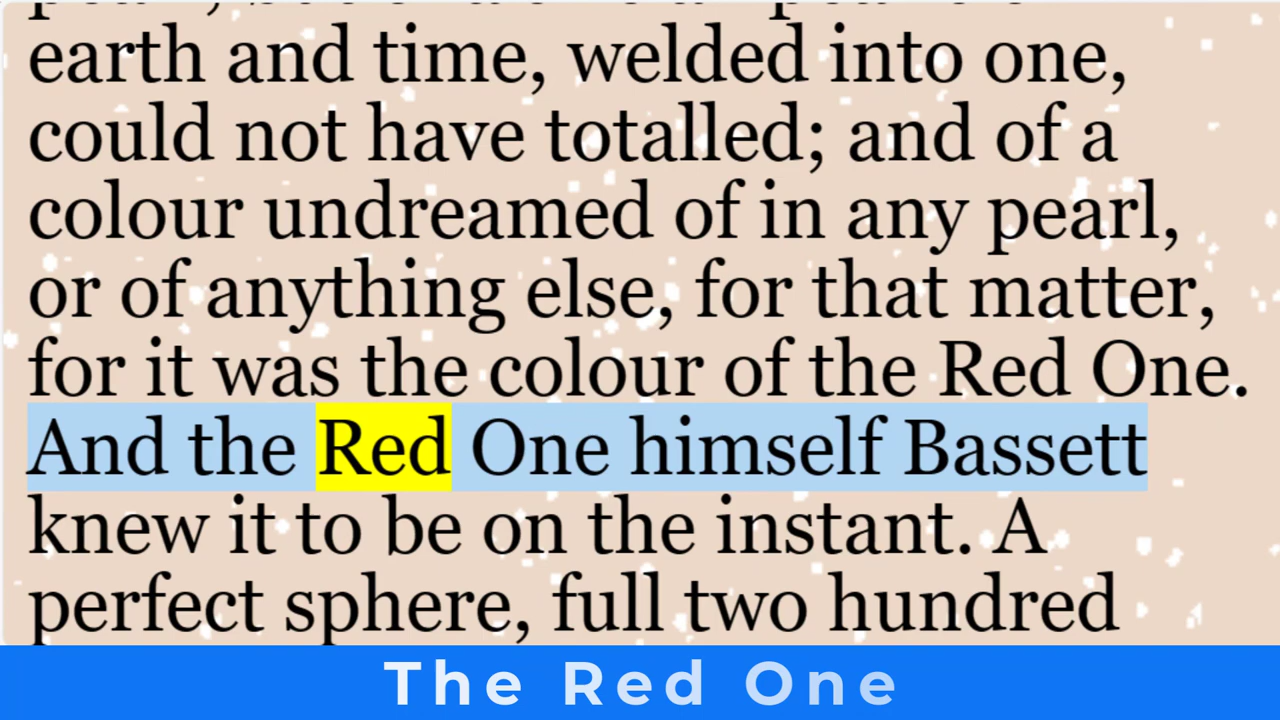 earth and time, welded into one,
could not have totalled; and of a
colour undreamed of in any pearl,
or of anything else, for that matter,
for it was the colour of the Red One.
And the Red One himself Bassett
knew it to be on the instant. A
perfect sphere, full two hundred
The Red One